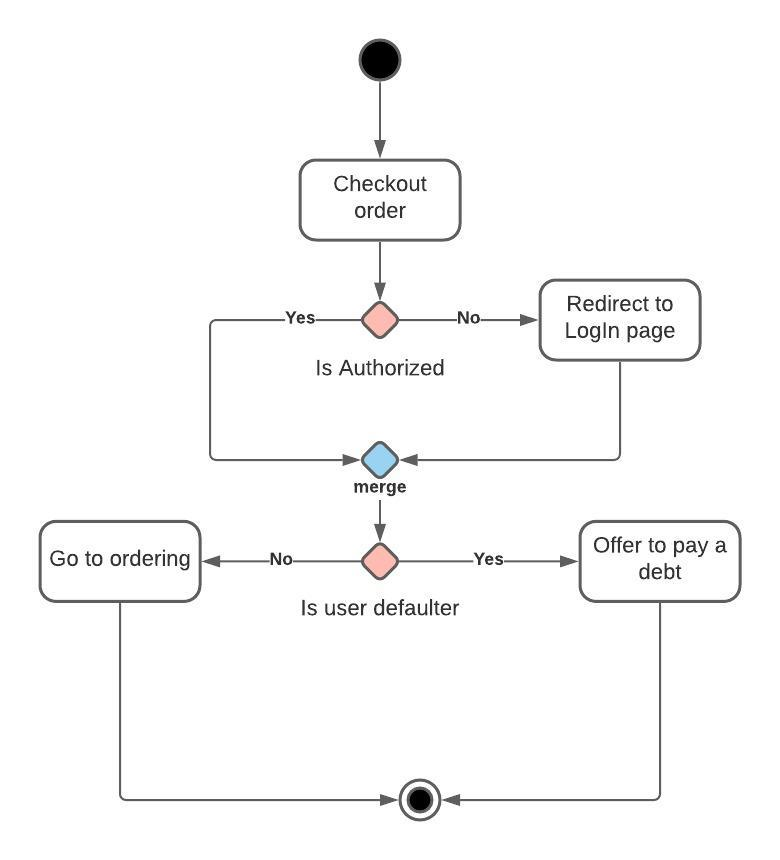 Checkout
order
Yes
No
Redirect to
LogIn page
Is Authorized
merge
Go to ordering
No
Yes
Offer to pay a
debt
Is user defaulter